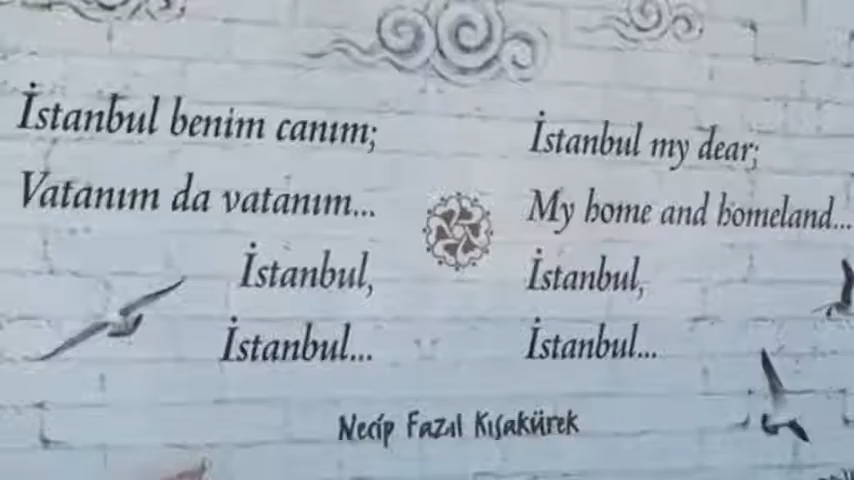 İstanbul benim canım;
Vatanım da vatanım...
İstanbul,
İstanbul...
İstanbul my dear;
My home and homeland...
İstanbul,
İstanbul...
Necip Fazıl Kısakürek